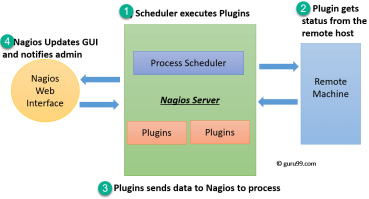 1 Scheduler executes Plugins
2 Plugin gets
status from the
remote host
4 Nagios Updates GUI
and notifies admin
Process Scheduler
Nagios
Web
Interface
Nagios Server
Remote
Machine
Plugins Plugins
© guru99.com
3 Plugins sends data to Nagios to process